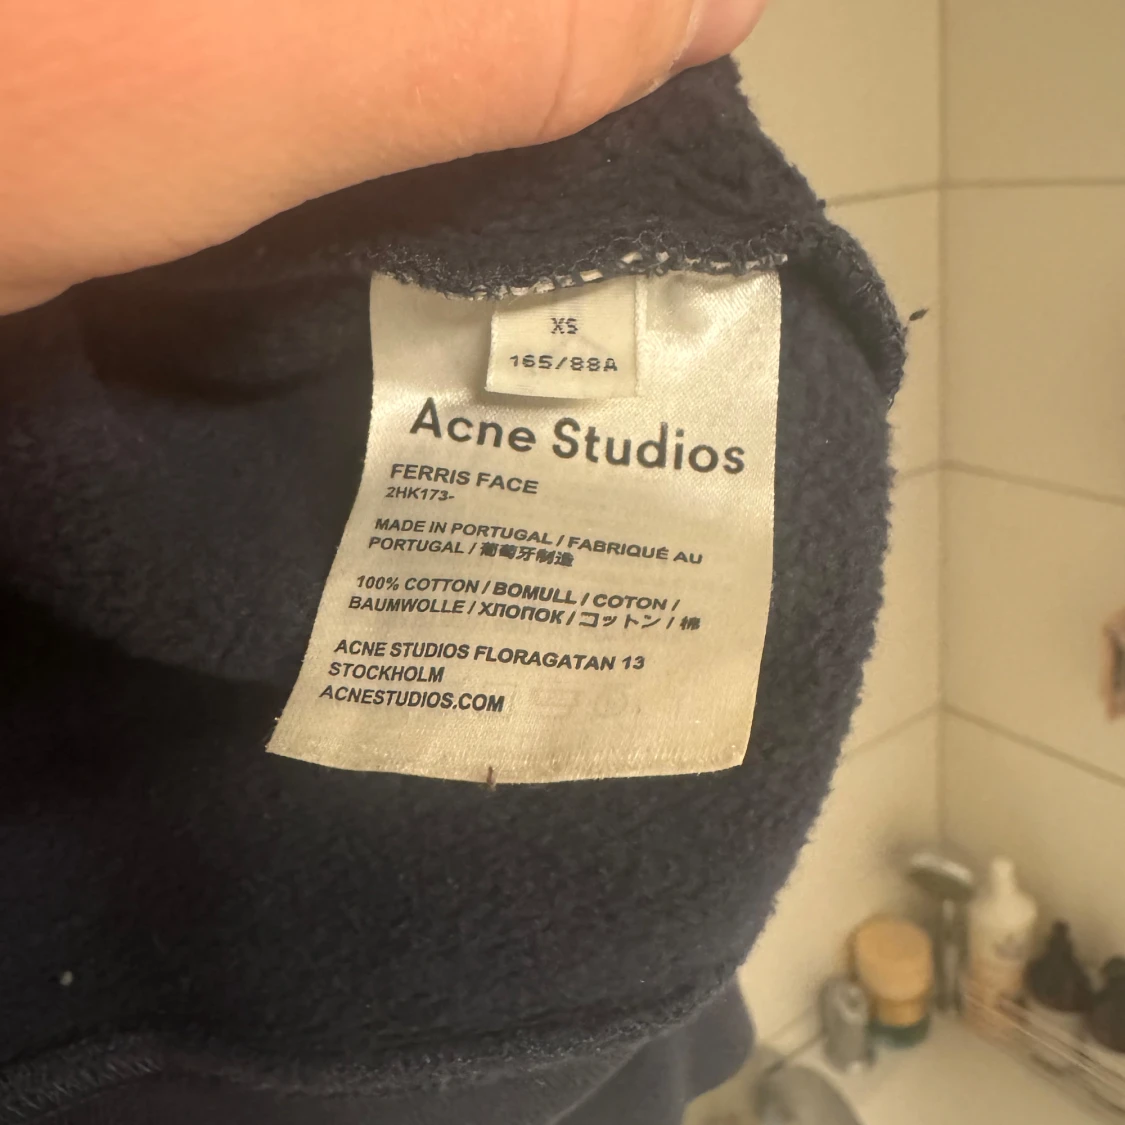 XS
165/88A
Acne Studios
FERRIS FACE
2HK173-
MADE IN PORTUGAL / FABRIQUÉ AU
PORTUGAL / 葡萄牙制造
100% COTTON / BOMULL / COTON /
BAUMWOLLE / ХЛОПОК / コットン / 棉
ACNE STUDIOS FLORAGATAN 13
STOCKHOLM
ACNESTUDIOS.COM